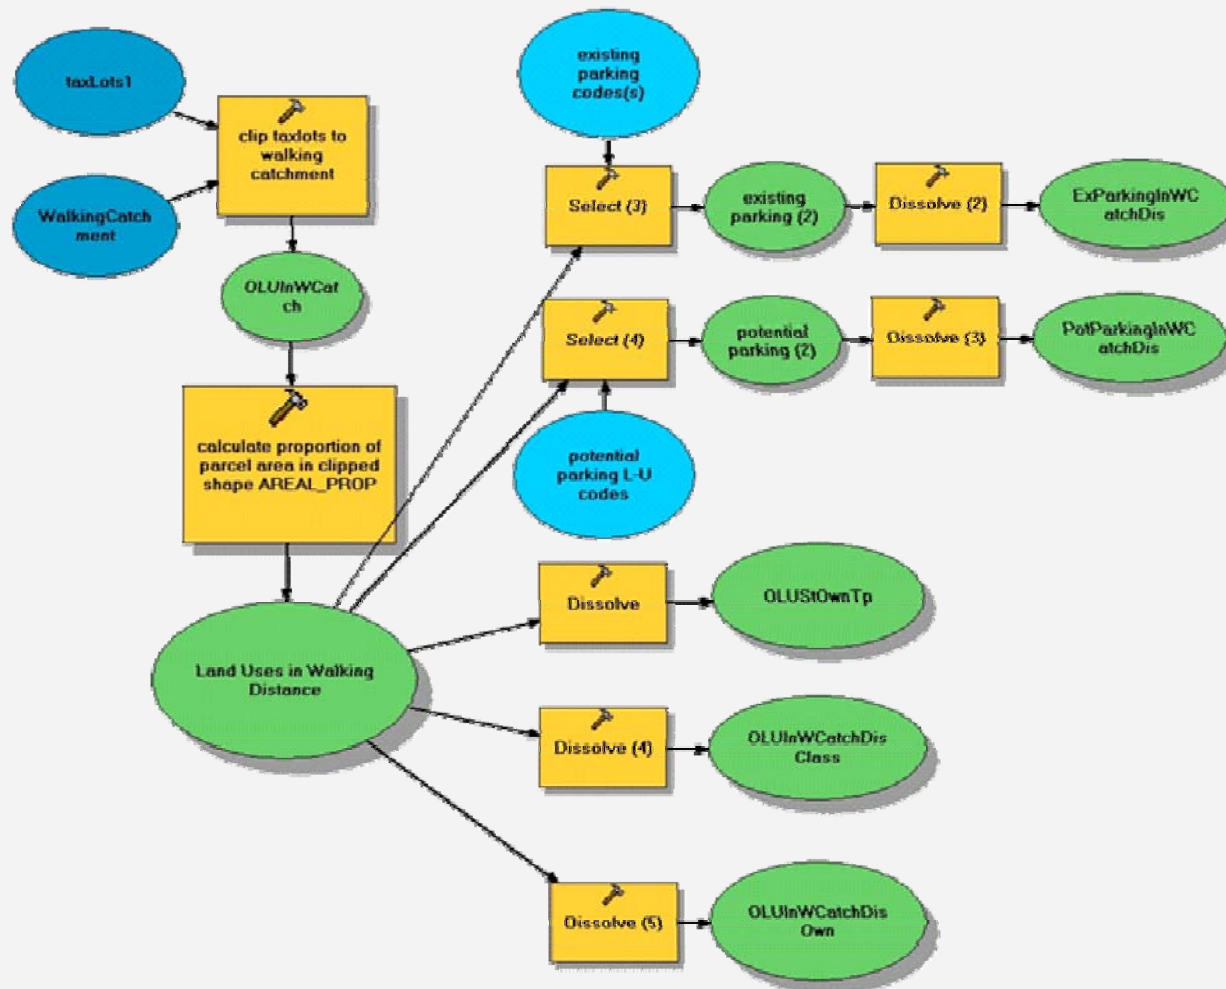 taxLots1
clip taxlots to
walking
catchment
WalkingCatch
ment
OLUInWCat
ch
calculate proportion of
parcel area in clipped
shape AREAL_PROP
Land Uses in Walking
Distance
existing
parking
codes(s)
Select (3)
existing
parking (2)
Dissolve (2)
ExParkingInWC
atchDis
Select (4)
potential
parking (2)
Dissolve (3)
PotParkingInWC
atchDis
potential
parking L-U
codes
Dissolve
OLUStOwnTp
Dissolve (4)
OLUInWCatchDis
Class
Dissolve (5)
OLUInWCatchDis
Own